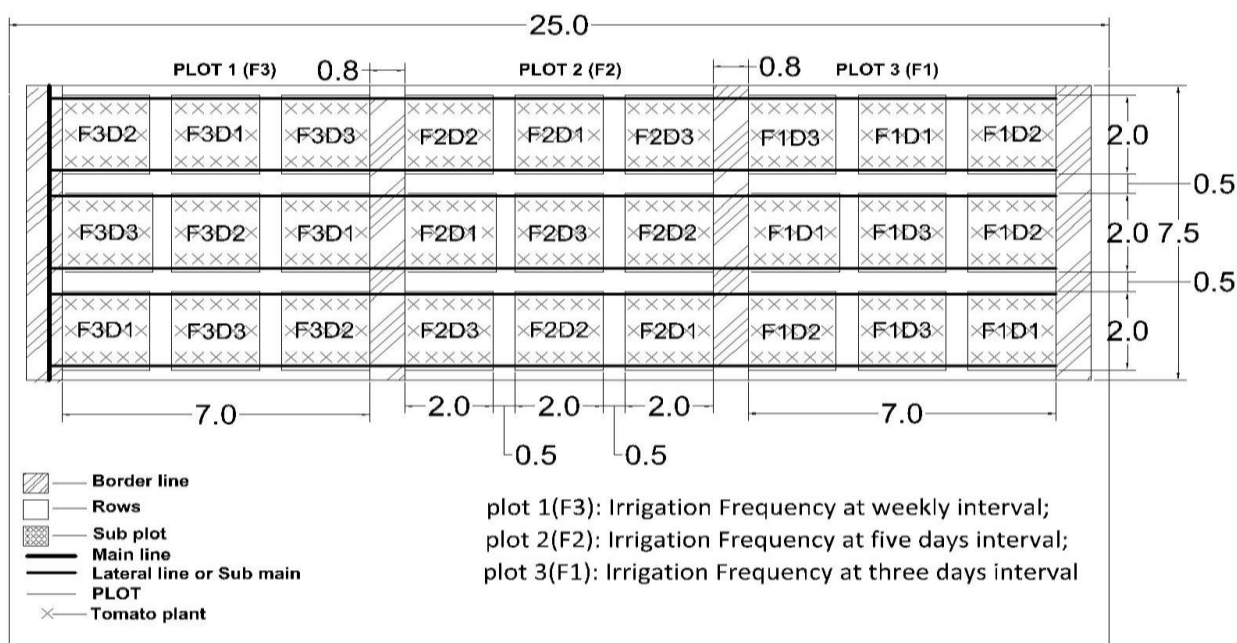 25.0
PLOT 1 (F3) 0.8 PLOT 2 (F2) 0.8 PLOT 3 (F1)
F3D2 F3D1 F3D3 F2D2 F2D1 F2D3 F1D3 F1D1 F1D2 2.0
0.5
F3D3 F3D2 F3D1 F2D1 F2D3 F2D2 F1D1 F1D3 F1D2 2.0 7.5
0.5
F3D1 F3D3 F3D2 F2D3 F2D2 F2D1 F1D2 F1D3 F1D1 2.0
7.0 2.0 2.0 2.0 7.0
0.5 0.5
Border line
Rows
Sub plot
Main line
Lateral line or Sub main
PLOT
Tomato plant
plot 1(F3): Irrigation Frequency at weekly interval;
plot 2(F2): Irrigation Frequency at five days interval;
plot 3(F1): Irrigation Frequency at three days interval